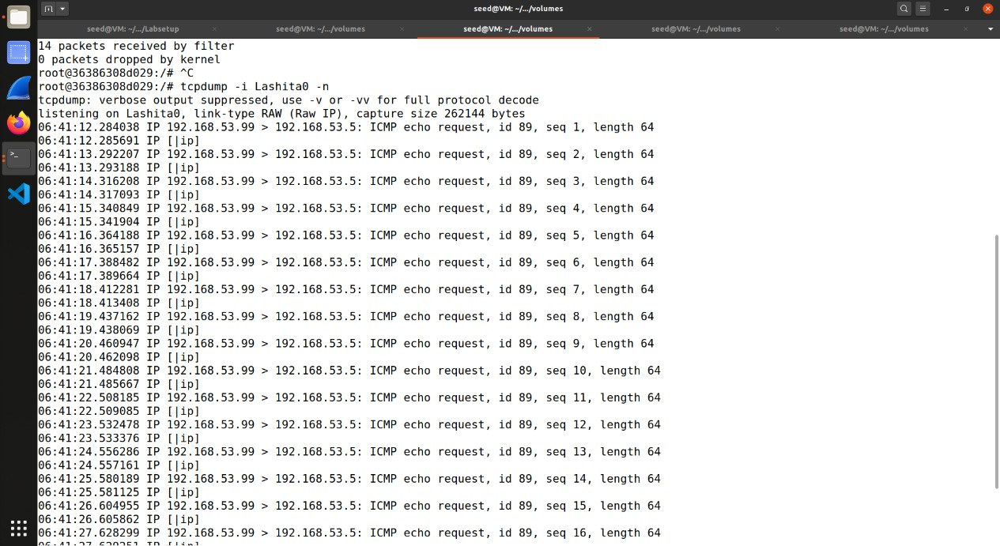 seed@VM: ~/.../volumes
seed@VM: ~/.../Labsetup
seed@VM: ~/.../volumes
seed@VM: ~/.../volumes
seed@VM: ~/.../volumes
seed@VM: ~/.../volumes
14 packets received by filter
0 packets dropped by kernel
root@36386308d029:/# ^C
root@36386308d029:/# tcpdump -i Lashita0 -n
tcpdump: verbose output suppressed, use -v or -vv for full protocol decode
listening on Lashita0, link-type RAW (Raw IP), capture size 262144 bytes
06:41:12.284038 IP 192.168.53.99 > 192.168.53.5: ICMP echo request, id 89, seq 1, length 64
06:41:12.285691 IP [|ip]
06:41:13.292207 IP 192.168.53.99 > 192.168.53.5: ICMP echo request, id 89, seq 2, length 64
06:41:13.293188 IP [|ip]
06:41:14.316208 IP 192.168.53.99 > 192.168.53.5: ICMP echo request, id 89, seq 3, length 64
06:41:14.317093 IP [|ip]
06:41:15.340849 IP 192.168.53.99 > 192.168.53.5: ICMP echo request, id 89, seq 4, length 64
06:41:15.341904 IP [|ip]
06:41:16.364188 IP 192.168.53.99 > 192.168.53.5: ICMP echo request, id 89, seq 5, length 64
06:41:16.365157 IP [|ip]
06:41:17.388482 IP 192.168.53.99 > 192.168.53.5: ICMP echo request, id 89, seq 6, length 64
06:41:17.389664 IP [|ip]
06:41:18.412281 IP 192.168.53.99 > 192.168.53.5: ICMP echo request, id 89, seq 7, length 64
06:41:18.413408 IP [|ip]
06:41:19.437162 IP 192.168.53.99 > 192.168.53.5: ICMP echo request, id 89, seq 8, length 64
06:41:19.438069 IP [|ip]
06:41:20.460947 IP 192.168.53.99 > 192.168.53.5: ICMP echo request, id 89, seq 9, length 64
06:41:20.462098 IP [|ip]
06:41:21.484808 IP 192.168.53.99 > 192.168.53.5: ICMP echo request, id 89, seq 10, length 64
06:41:21.485667 IP [|ip]
06:41:22.508185 IP 192.168.53.99 > 192.168.53.5: ICMP echo request, id 89, seq 11, length 64
06:41:22.509085 IP [|ip]
06:41:23.532478 IP 192.168.53.99 > 192.168.53.5: ICMP echo request, id 89, seq 12, length 64
06:41:23.533376 IP [|ip]
06:41:24.556286 IP 192.168.53.99 > 192.168.53.5: ICMP echo request, id 89, seq 13, length 64
06:41:24.557161 IP [|ip]
06:41:25.580189 IP 192.168.53.99 > 192.168.53.5: ICMP echo request, id 89, seq 14, length 64
06:41:25.581125 IP [|ip]
06:41:26.604955 IP 192.168.53.99 > 192.168.53.5: ICMP echo request, id 89, seq 15, length 64
06:41:26.605862 IP [|ip]
06:41:27.628299 IP 192.168.53.99 > 192.168.53.5: ICMP echo request, id 89, seq 16, length 64
06:41:27.629251 IP [|ip]